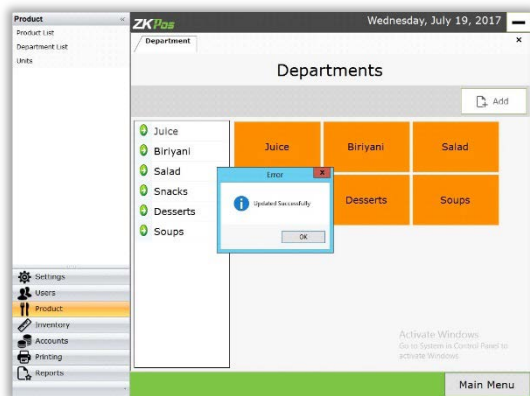 Product
Product List
Department List
Units
Settings
Users
Product
Inventory
Accounts
Printing
Reports
ZKPos
Wednesday, July 19, 2017
Department
Departments
Add
Juice
Biriyani
Salad
Snacks
Desserts
Soups
Juice
Biriyani
Salad
Desserts
Soups
Error
Updated Successfully
OK
Activate Windows
Go to System in Control Panel to
activate Windows.
Main Menu